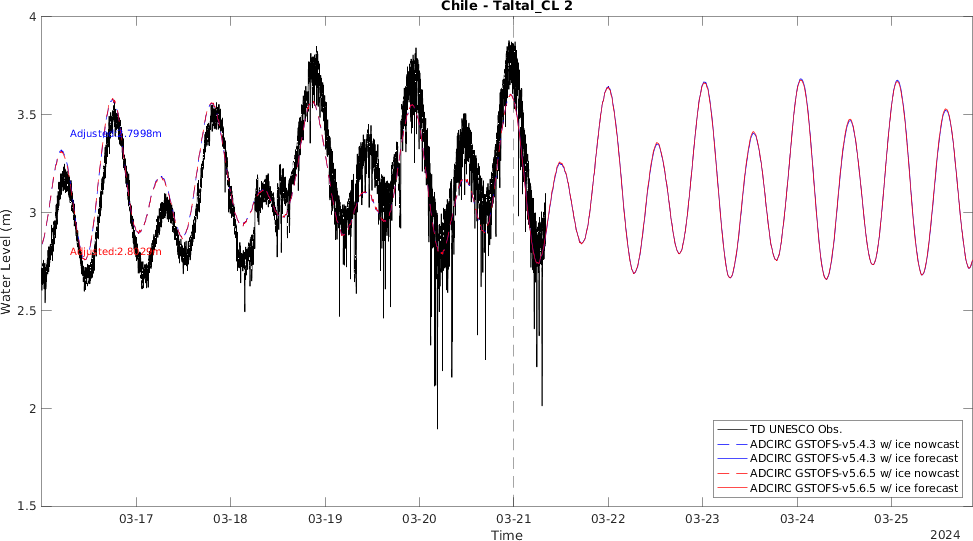 Chile - Taltal_CL 2
4
3.5
3
2.5
2
1.5
Water Level (m)
TD UNESCO Obs.
ADCIRC GSTOFS-v5.4.3 w/ ice nowcast
ADCIRC GSTOFS-v5.4.3 w/ ice forecast
ADCIRC GSTOFS-v5.6.5 w/ ice nowcast
ADCIRC GSTOFS-v5.6.5 w/ ice forecast
03-17 03-18 03-19 03-20 03-21 03-22 03-23 03-24 03-25
Time
2024